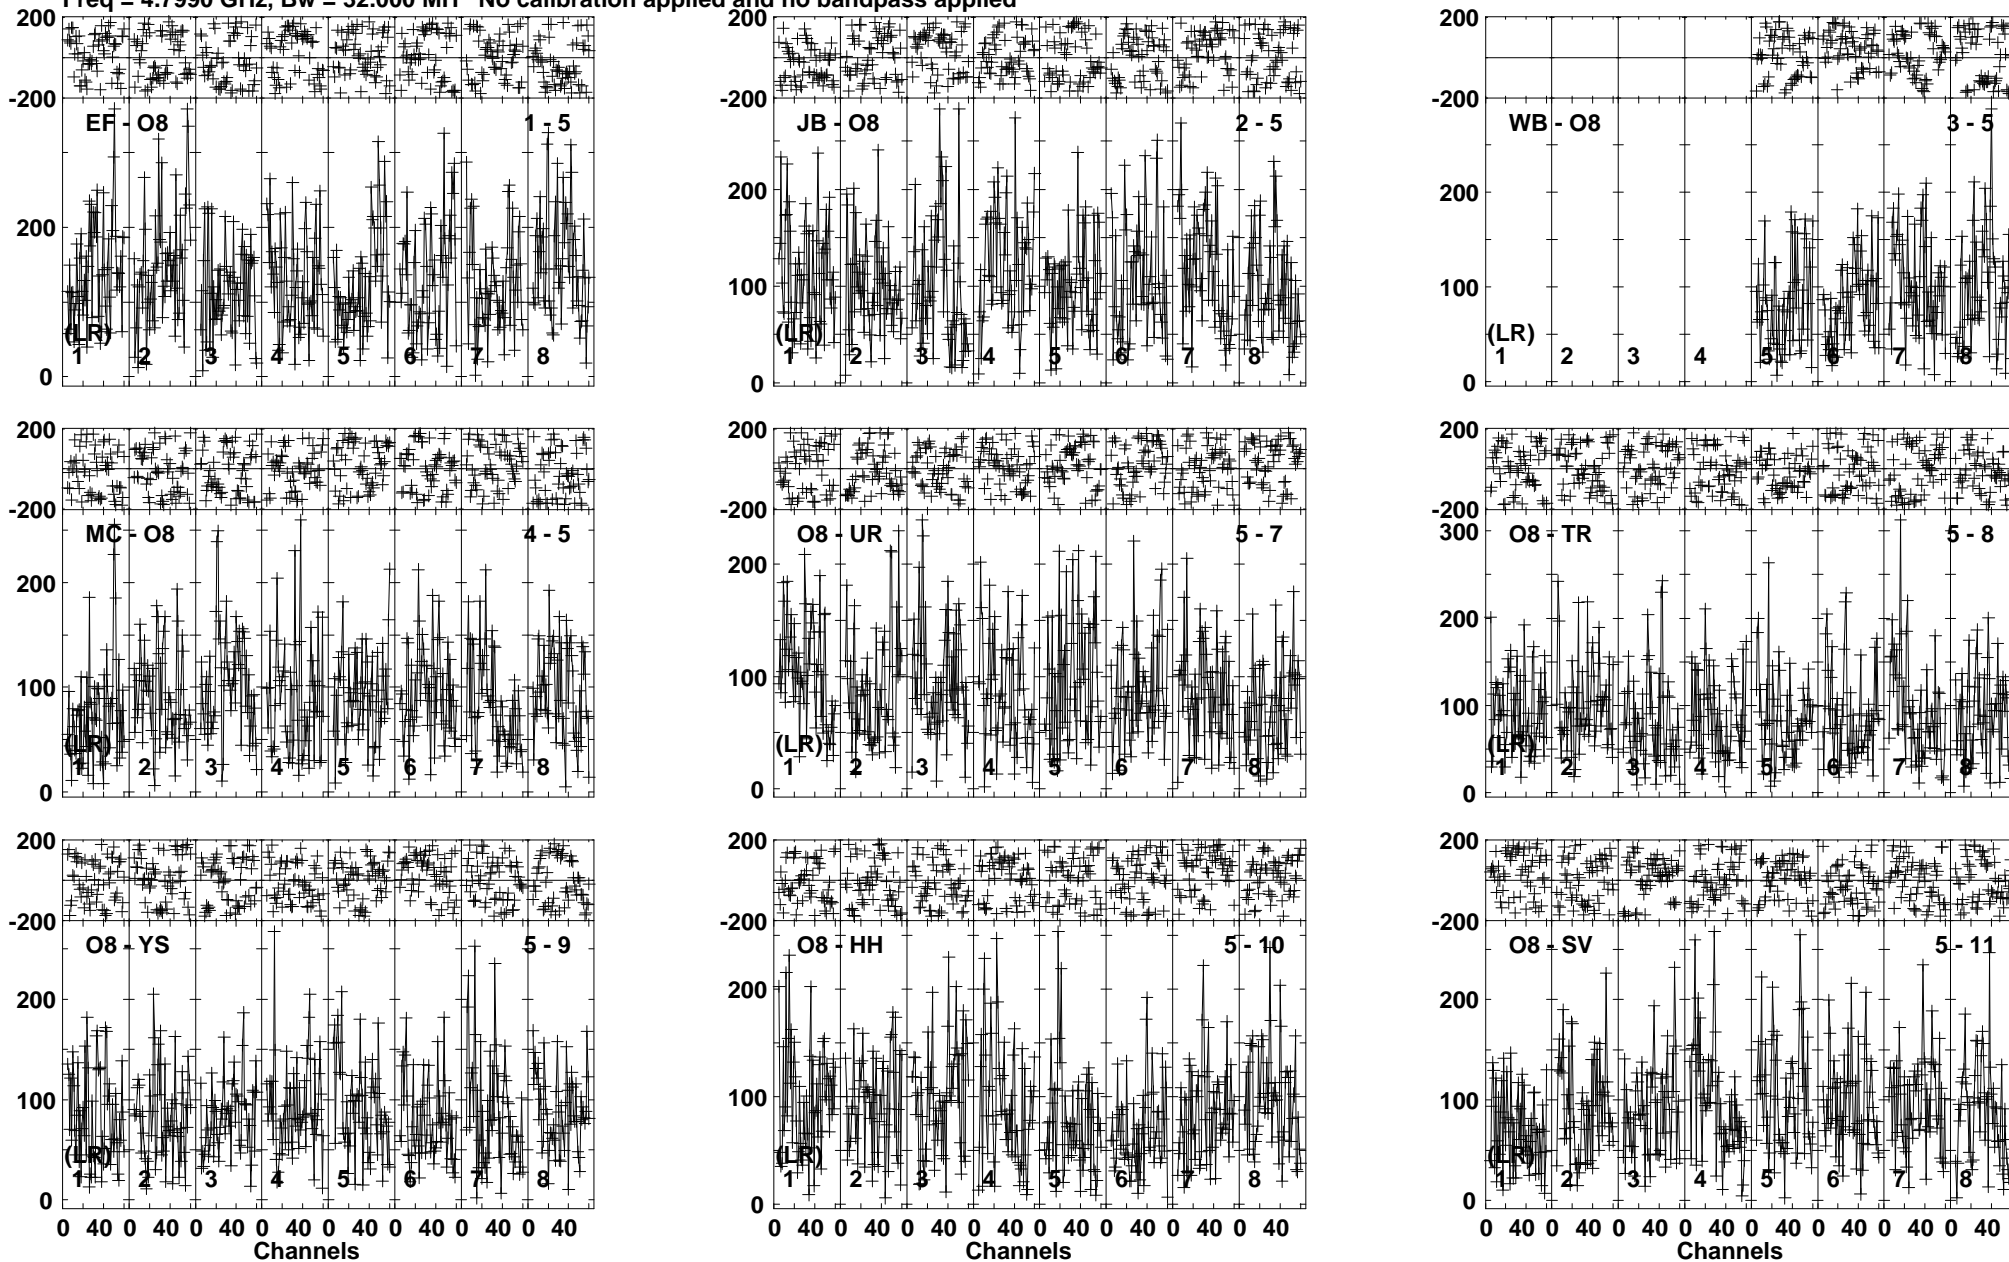 Freq = 4.7990 GHz, Bw = 32.000 MH No calibration applied and no bandpass applied
200 200 200
-200 -200 -200
EF - O8 1 - 5 JB - O8 2 - 5 WB - O8 3 - 5
200 200 200
100 100
(LR) (LR) (LR)
1 2 3 4 5 6 7 8 1 2 3 4 5 6 7 8 1 2 3 4 5 6 7 8
0 0 0
200 200 200
-200 -200 -200
MC - O8 4 - 5 O8 - UR 5 - 7 O8 - TR 5 - 8
300
200 200 200
100 100 100
(LR) (LR) (LR)
1 2 3 4 5 6 7 8 1 2 3 4 5 6 7 8 1 2 3 4 5 6 7 8
0 0 0
200 200 200
-200 -200 -200
O8 - YS 5 - 9 O8 - HH 5 - 10 O8 - SV 5 - 11
200 200 200
100 100 100
(LR) (LR) (LR)
1 2 3 4 5 6 7 8 1 2 3 4 5 6 7 8 1 2 3 4 5 6 7 8
0 0 0
0 40 0 40 0 40 0 40 0 40 0 40 0 40 0 40 0 40 0 40 0 40 0 40 0 40 0 40 0 40 0 40 0 40 0 40 0 40 0 40 0 40 0 40 0 40 0 40
Channels Channels Channels